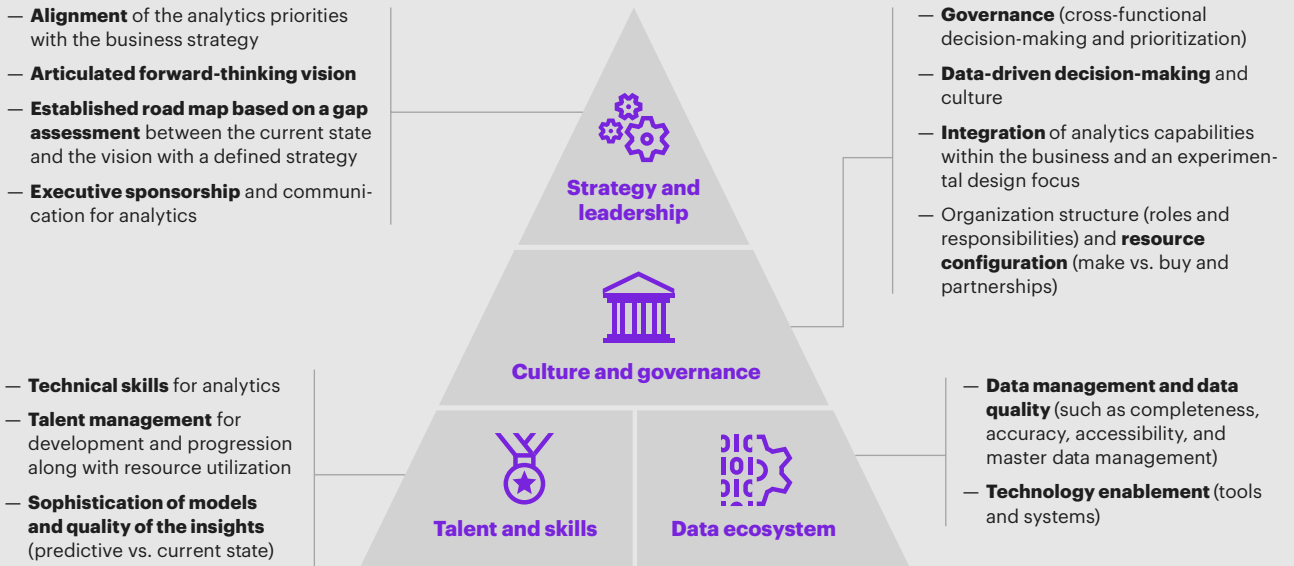 — Alignment of the analytics priorities
with the business strategy
— Articulated forward-thinking vision
— Established road map based on a gap
assessment between the current state
and the vision with a defined strategy
— Executive sponsorship and communi-
cation for analytics
Strategy and
leadership
— Governance (cross-functional
decision-making and prioritization)
— Data-driven decision-making and
culture
— Integration of analytics capabilities
within the business and an experimen-
tal design focus
— Organization structure (roles and
responsibilities) and resource
configuration (make vs. buy and
partnerships)
Culture and governance
— Technical skills for analytics
— Talent management for
development and progression
along with resource utilization
— Sophistication of models
and quality of the insights
(predictive vs. current state)
Talent and skills
Data ecosystem
— Data management and data
quality (such as completeness,
accuracy, accessibility, and
master data management)
— Technology enablement (tools
and systems)